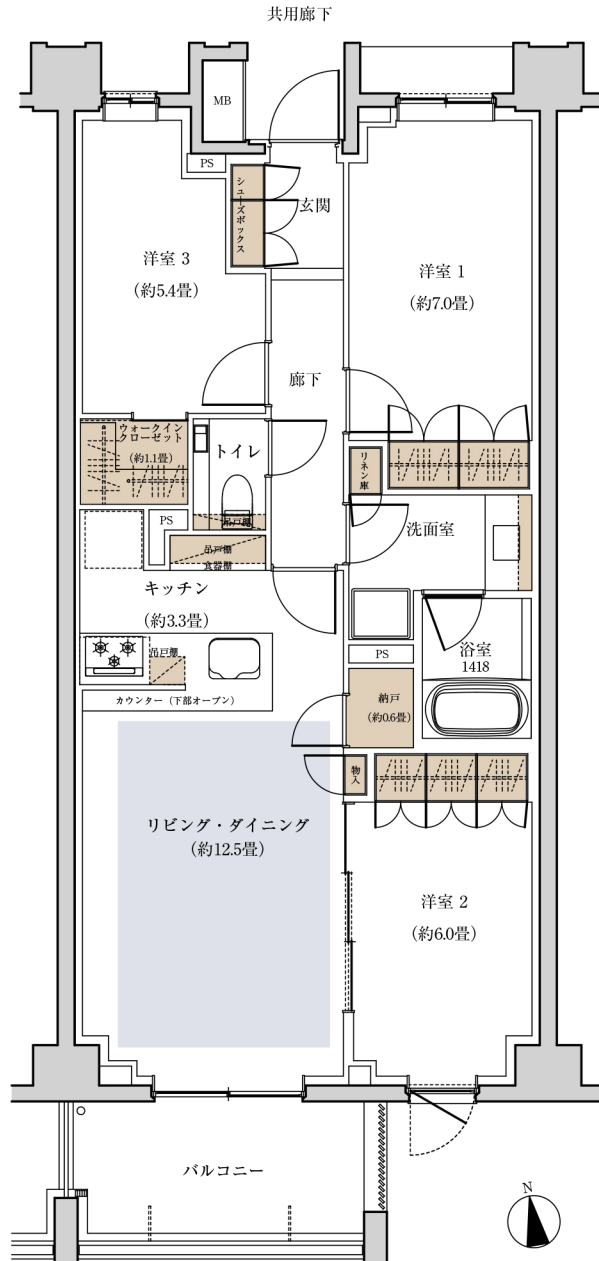 共用廊下
MB
PS
シューズボックス
玄関
洋室 3
(約5.4畳)
洋室 1
(約7.0畳)
廊下
ウォークイン
クローゼット
(約1.1畳)
トイレ
吊戸棚
リネン庫
PS
吊戸棚
食器棚
洗面室
キッチン
(約3.3畳)
吊戸棚
カウンター（下部オープン）
PS
浴室
1418
納戸
(約0.6畳)
物入
リビング・ダイニング
(約12.5畳)
洋室 2
(約6.0畳)
バルコニー
N